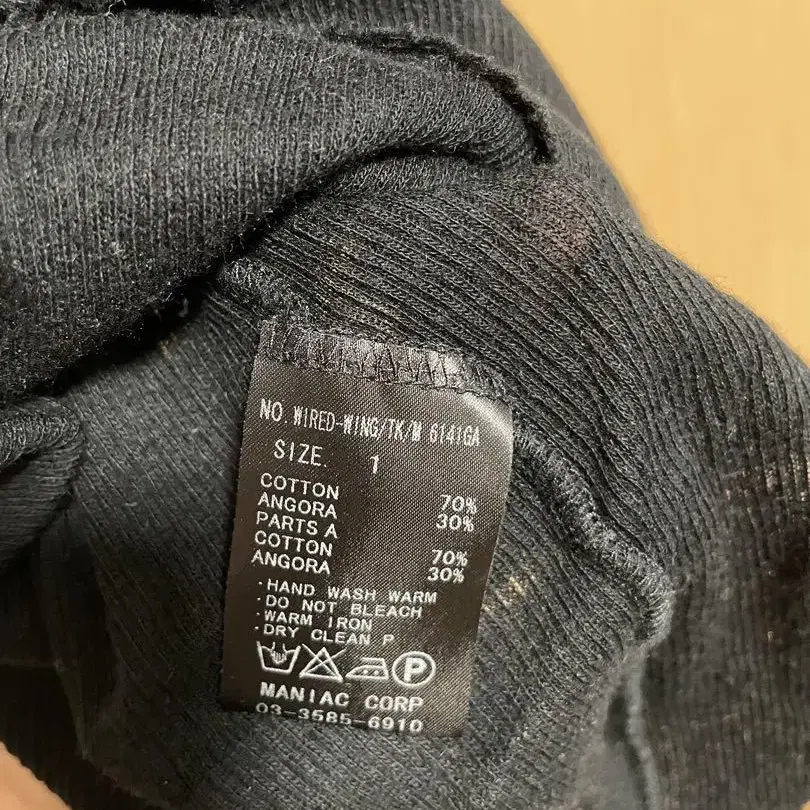 NO. WIRED-WING/TK/M 6141GA
SIZE. 1
COTTON 70%
ANGORA 30%
PARTS A
COTTON 70%
ANGORA 30%
·HAND WASH WARM
·DO NOT BLEACH
·WARM IRON
·DRY CLEAN P
P
MANIAC CORP
03-3585-6910